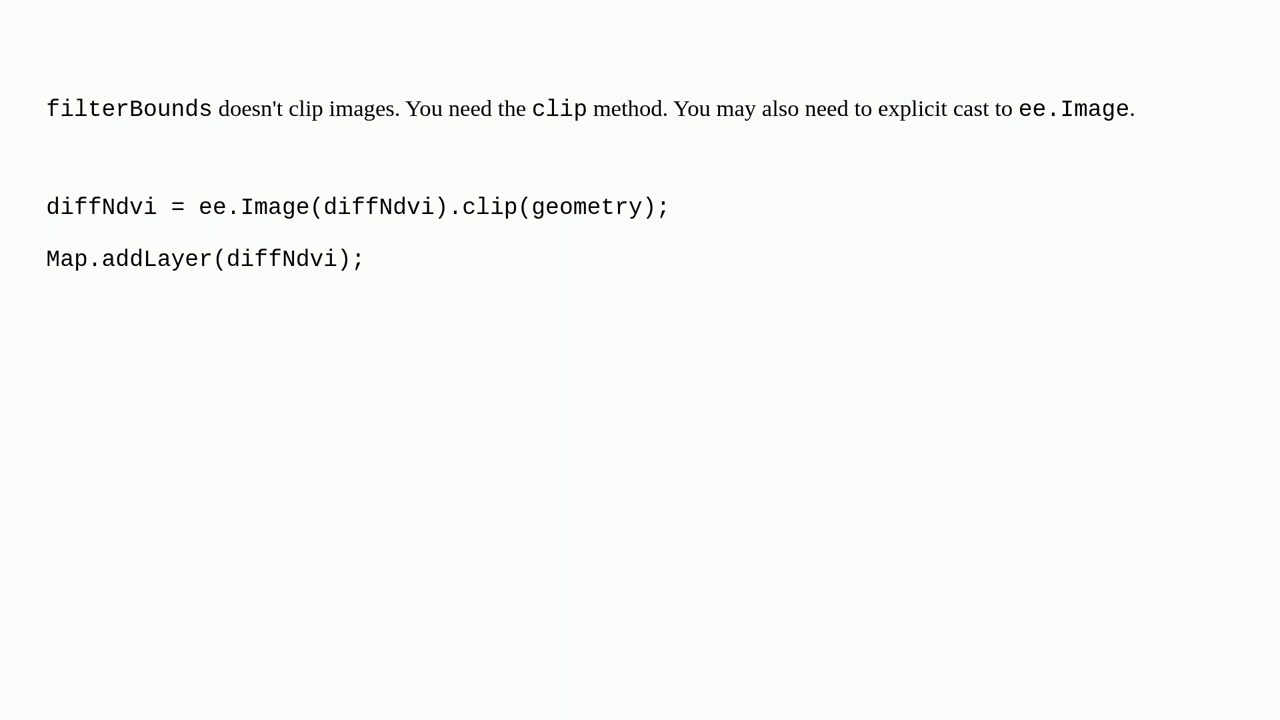 filterBounds doesn't clip images. You need the clip method. You may also need to explicit cast to ee.Image.
diffNdvi = ee.Image(diffNdvi).clip(geometry);
Map.addLayer(diffNdvi);